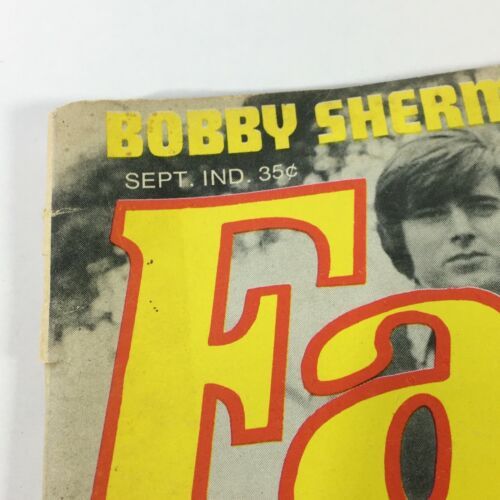 BOBBY SHERM
SEPT. IND. 35¢
Fa